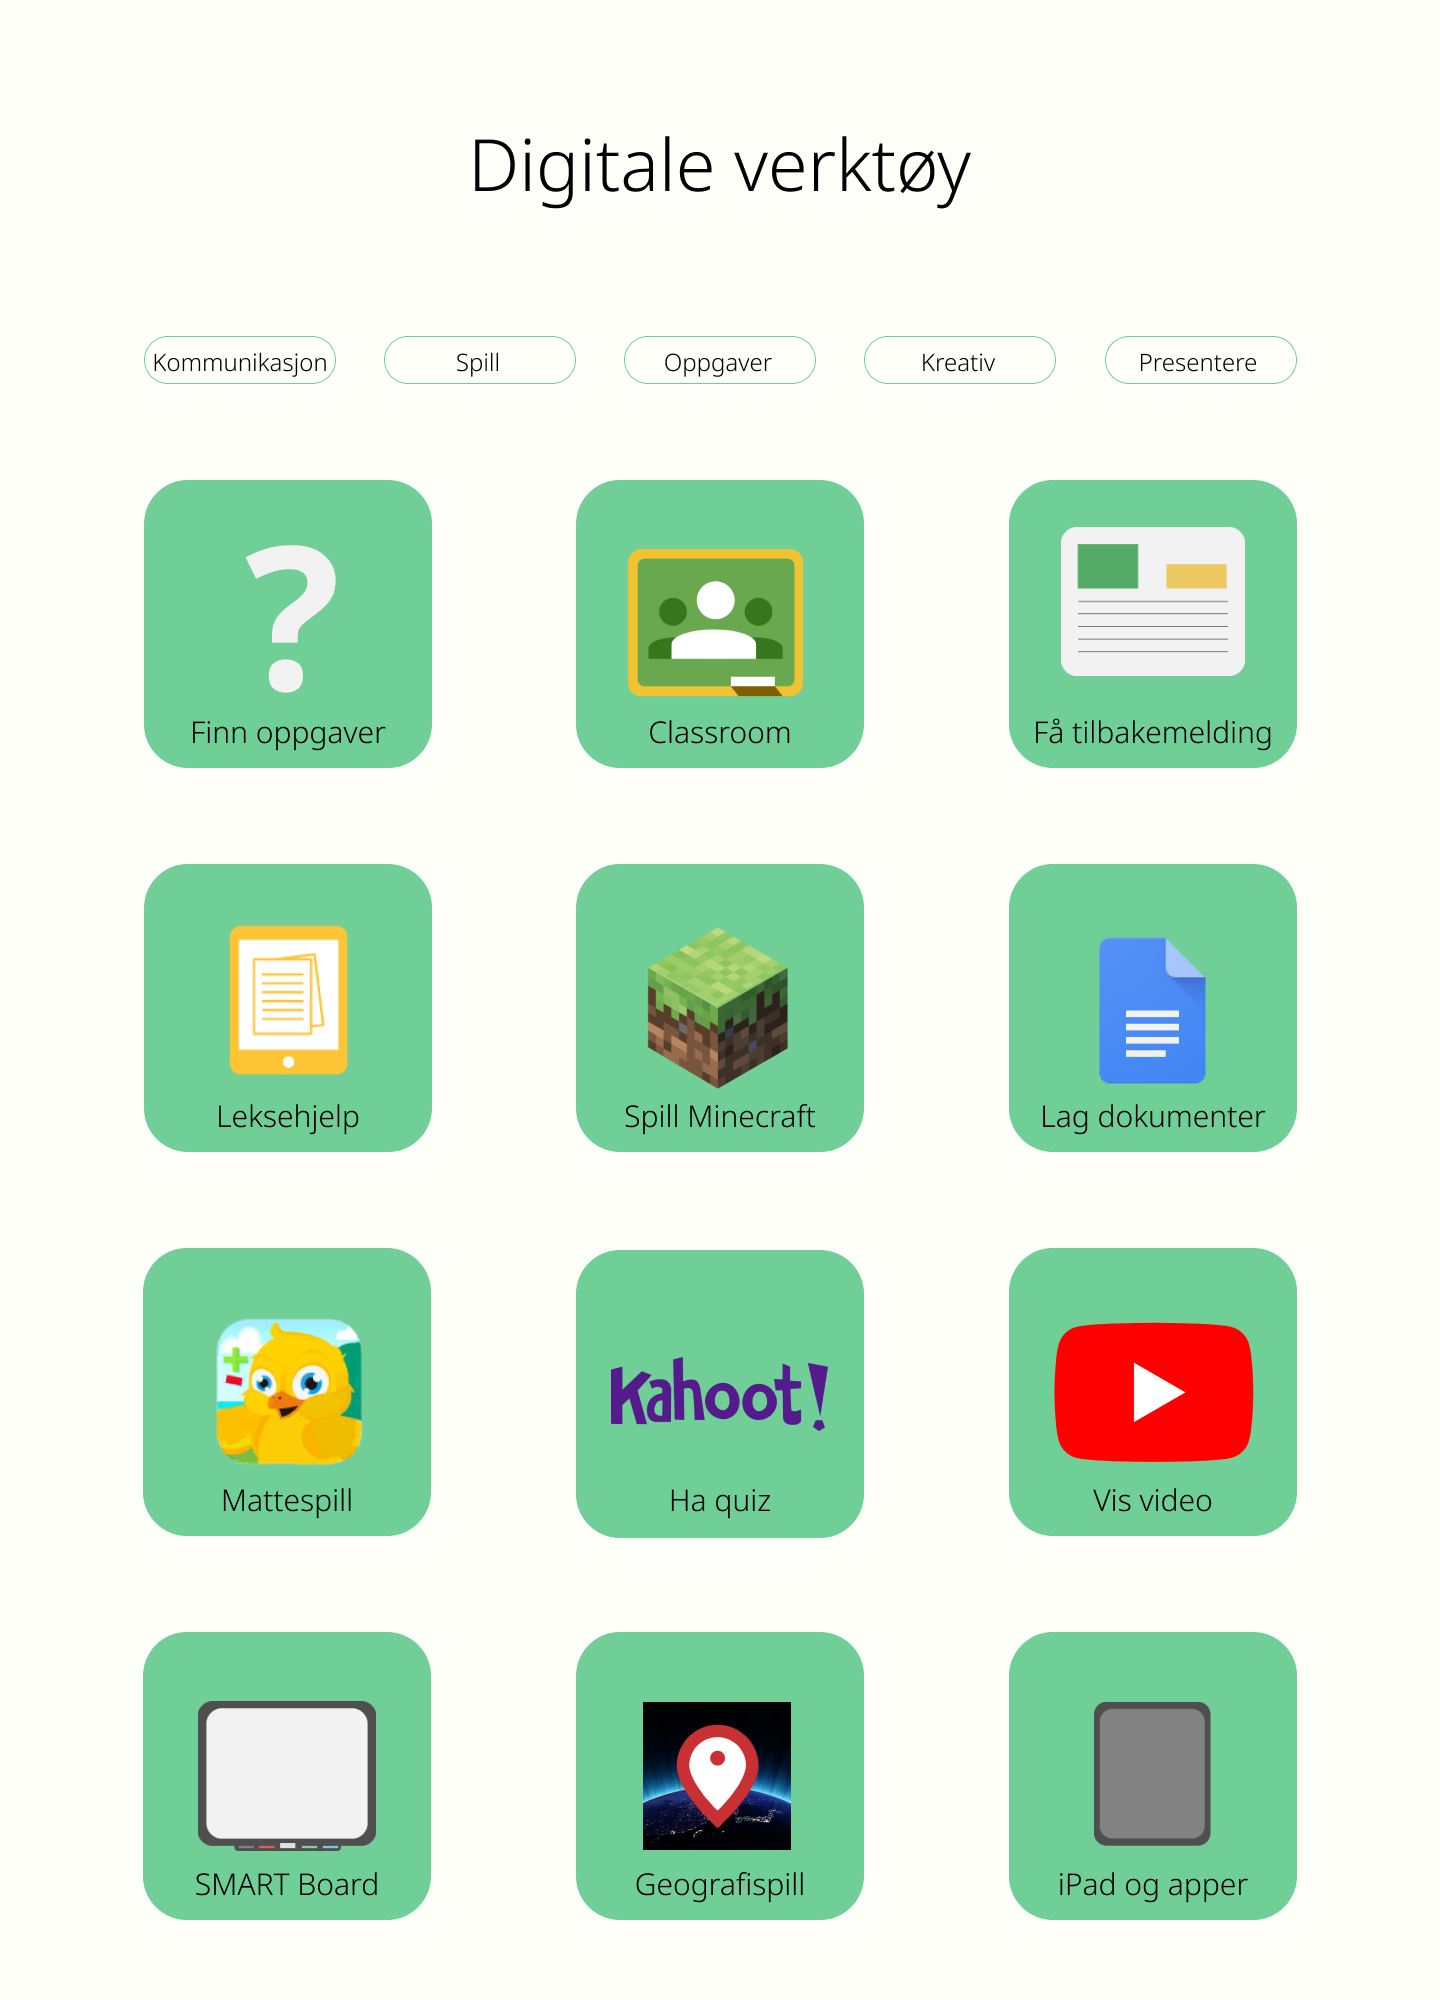 Digitale verktøy
Kommunikasjon
Spill
Oppgaver
Kreativ
Presentere
?
Finn oppgaver
Classroom
Få tilbakemelding
Leksehjelp
Spill Minecraft
Lag dokumenter
Mattespill
Kahoot!
Ha quiz
Vis video
SMART Board
Geografispill
iPad og apper